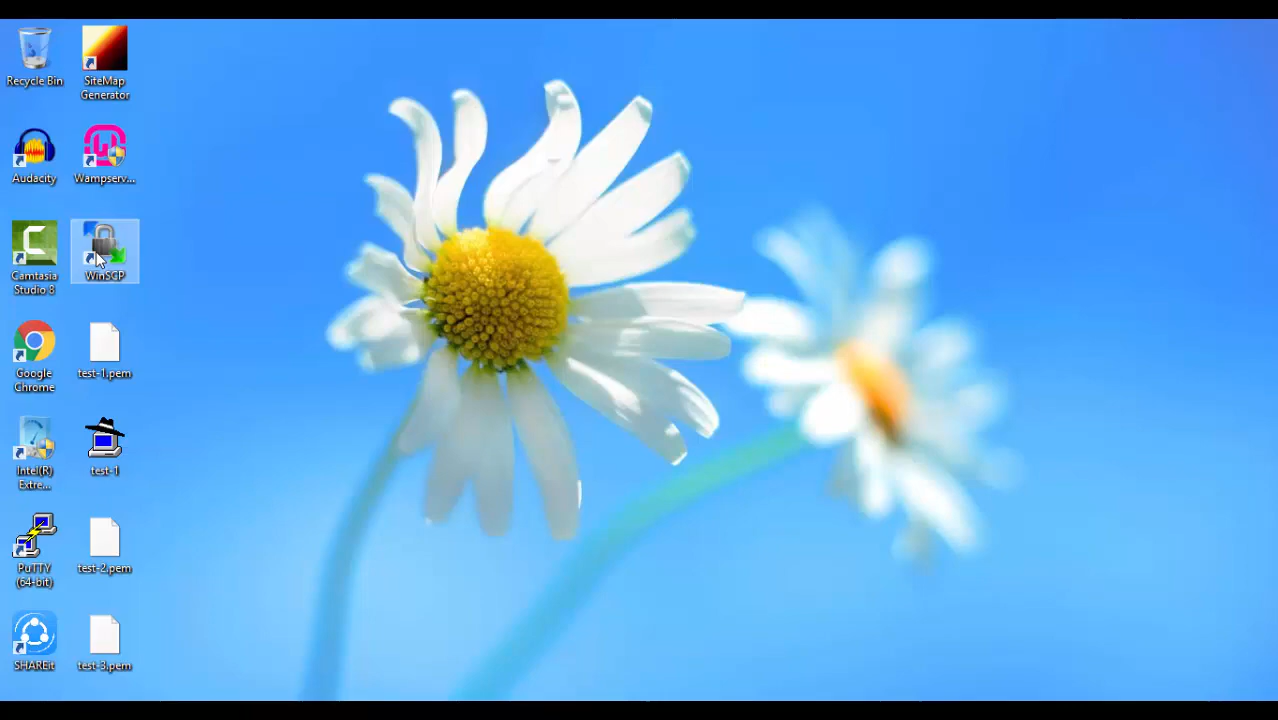 Recycle Bin
SiteMap
Generator
Audacity
Wampserv...
Camtasia
Studio 8
WinSCP
Google
Chrome
test-1.pem
Intel(R)
Extre...
test-1
PuTTY
(64-bit)
test-2.pem
SHAREit
test-3.pem